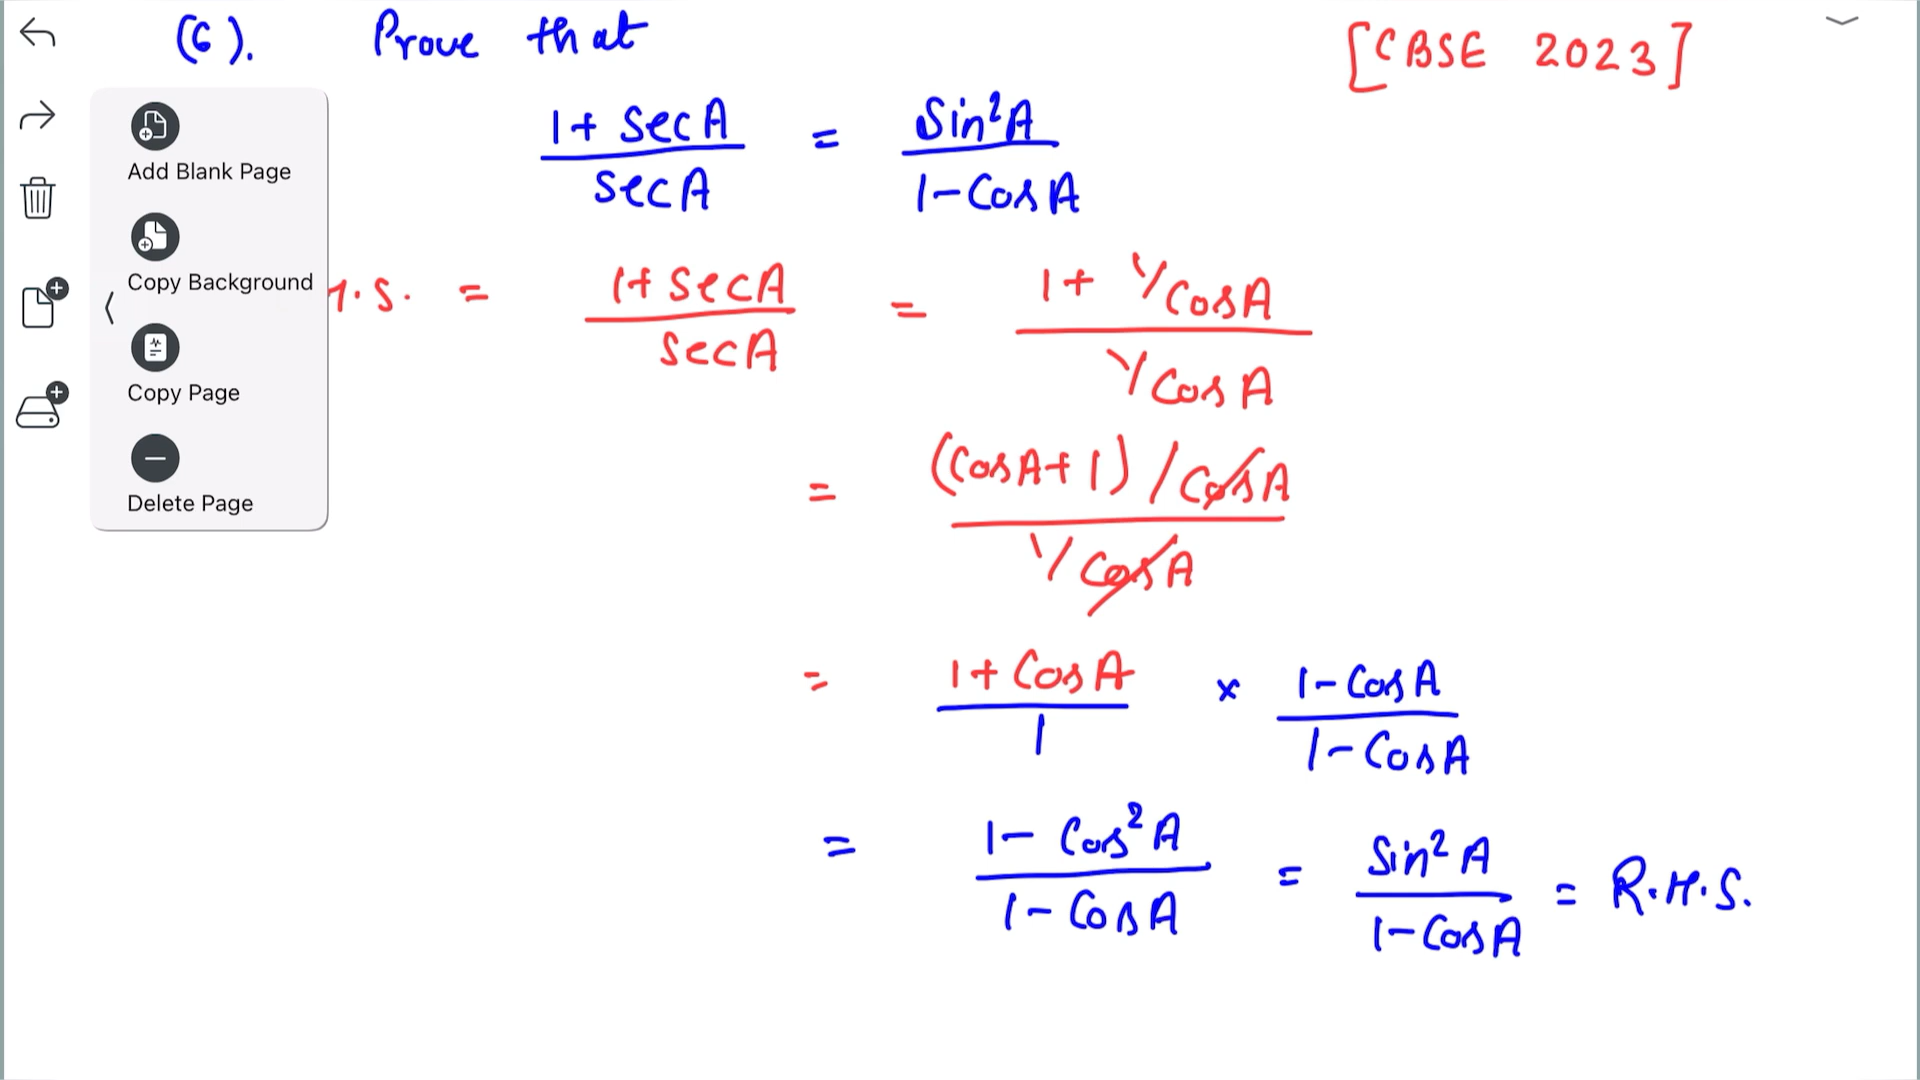 (6). Prove that [CBSE 2023]
1+ secA / secA = Sin²A / 1-CosA
Add Blank Page
Copy Background
Copy Page
Delete Page
H.S. = 1+secA / secA = 1+ 1/CosA / 1/CosA
= (CosA+1)/CosA / 1/CosA
= 1+CosA / 1 × 1-CosA / 1-CosA
= 1-Cos²A / 1-CosA = Sin²A / 1-CosA = R.H.S.